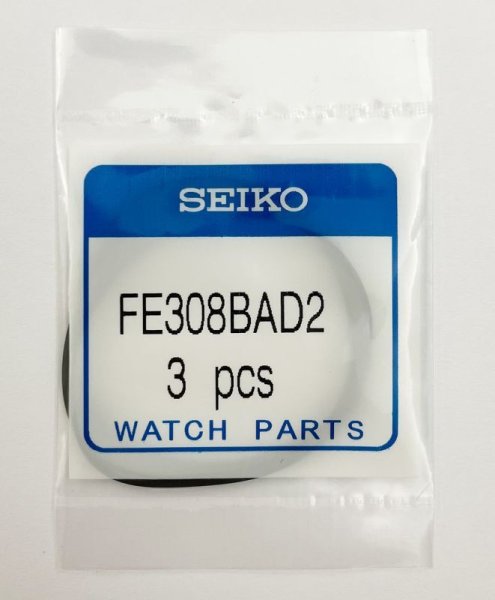 SEIKO
FE308BAD2
3 pcs
WATCH PARTS